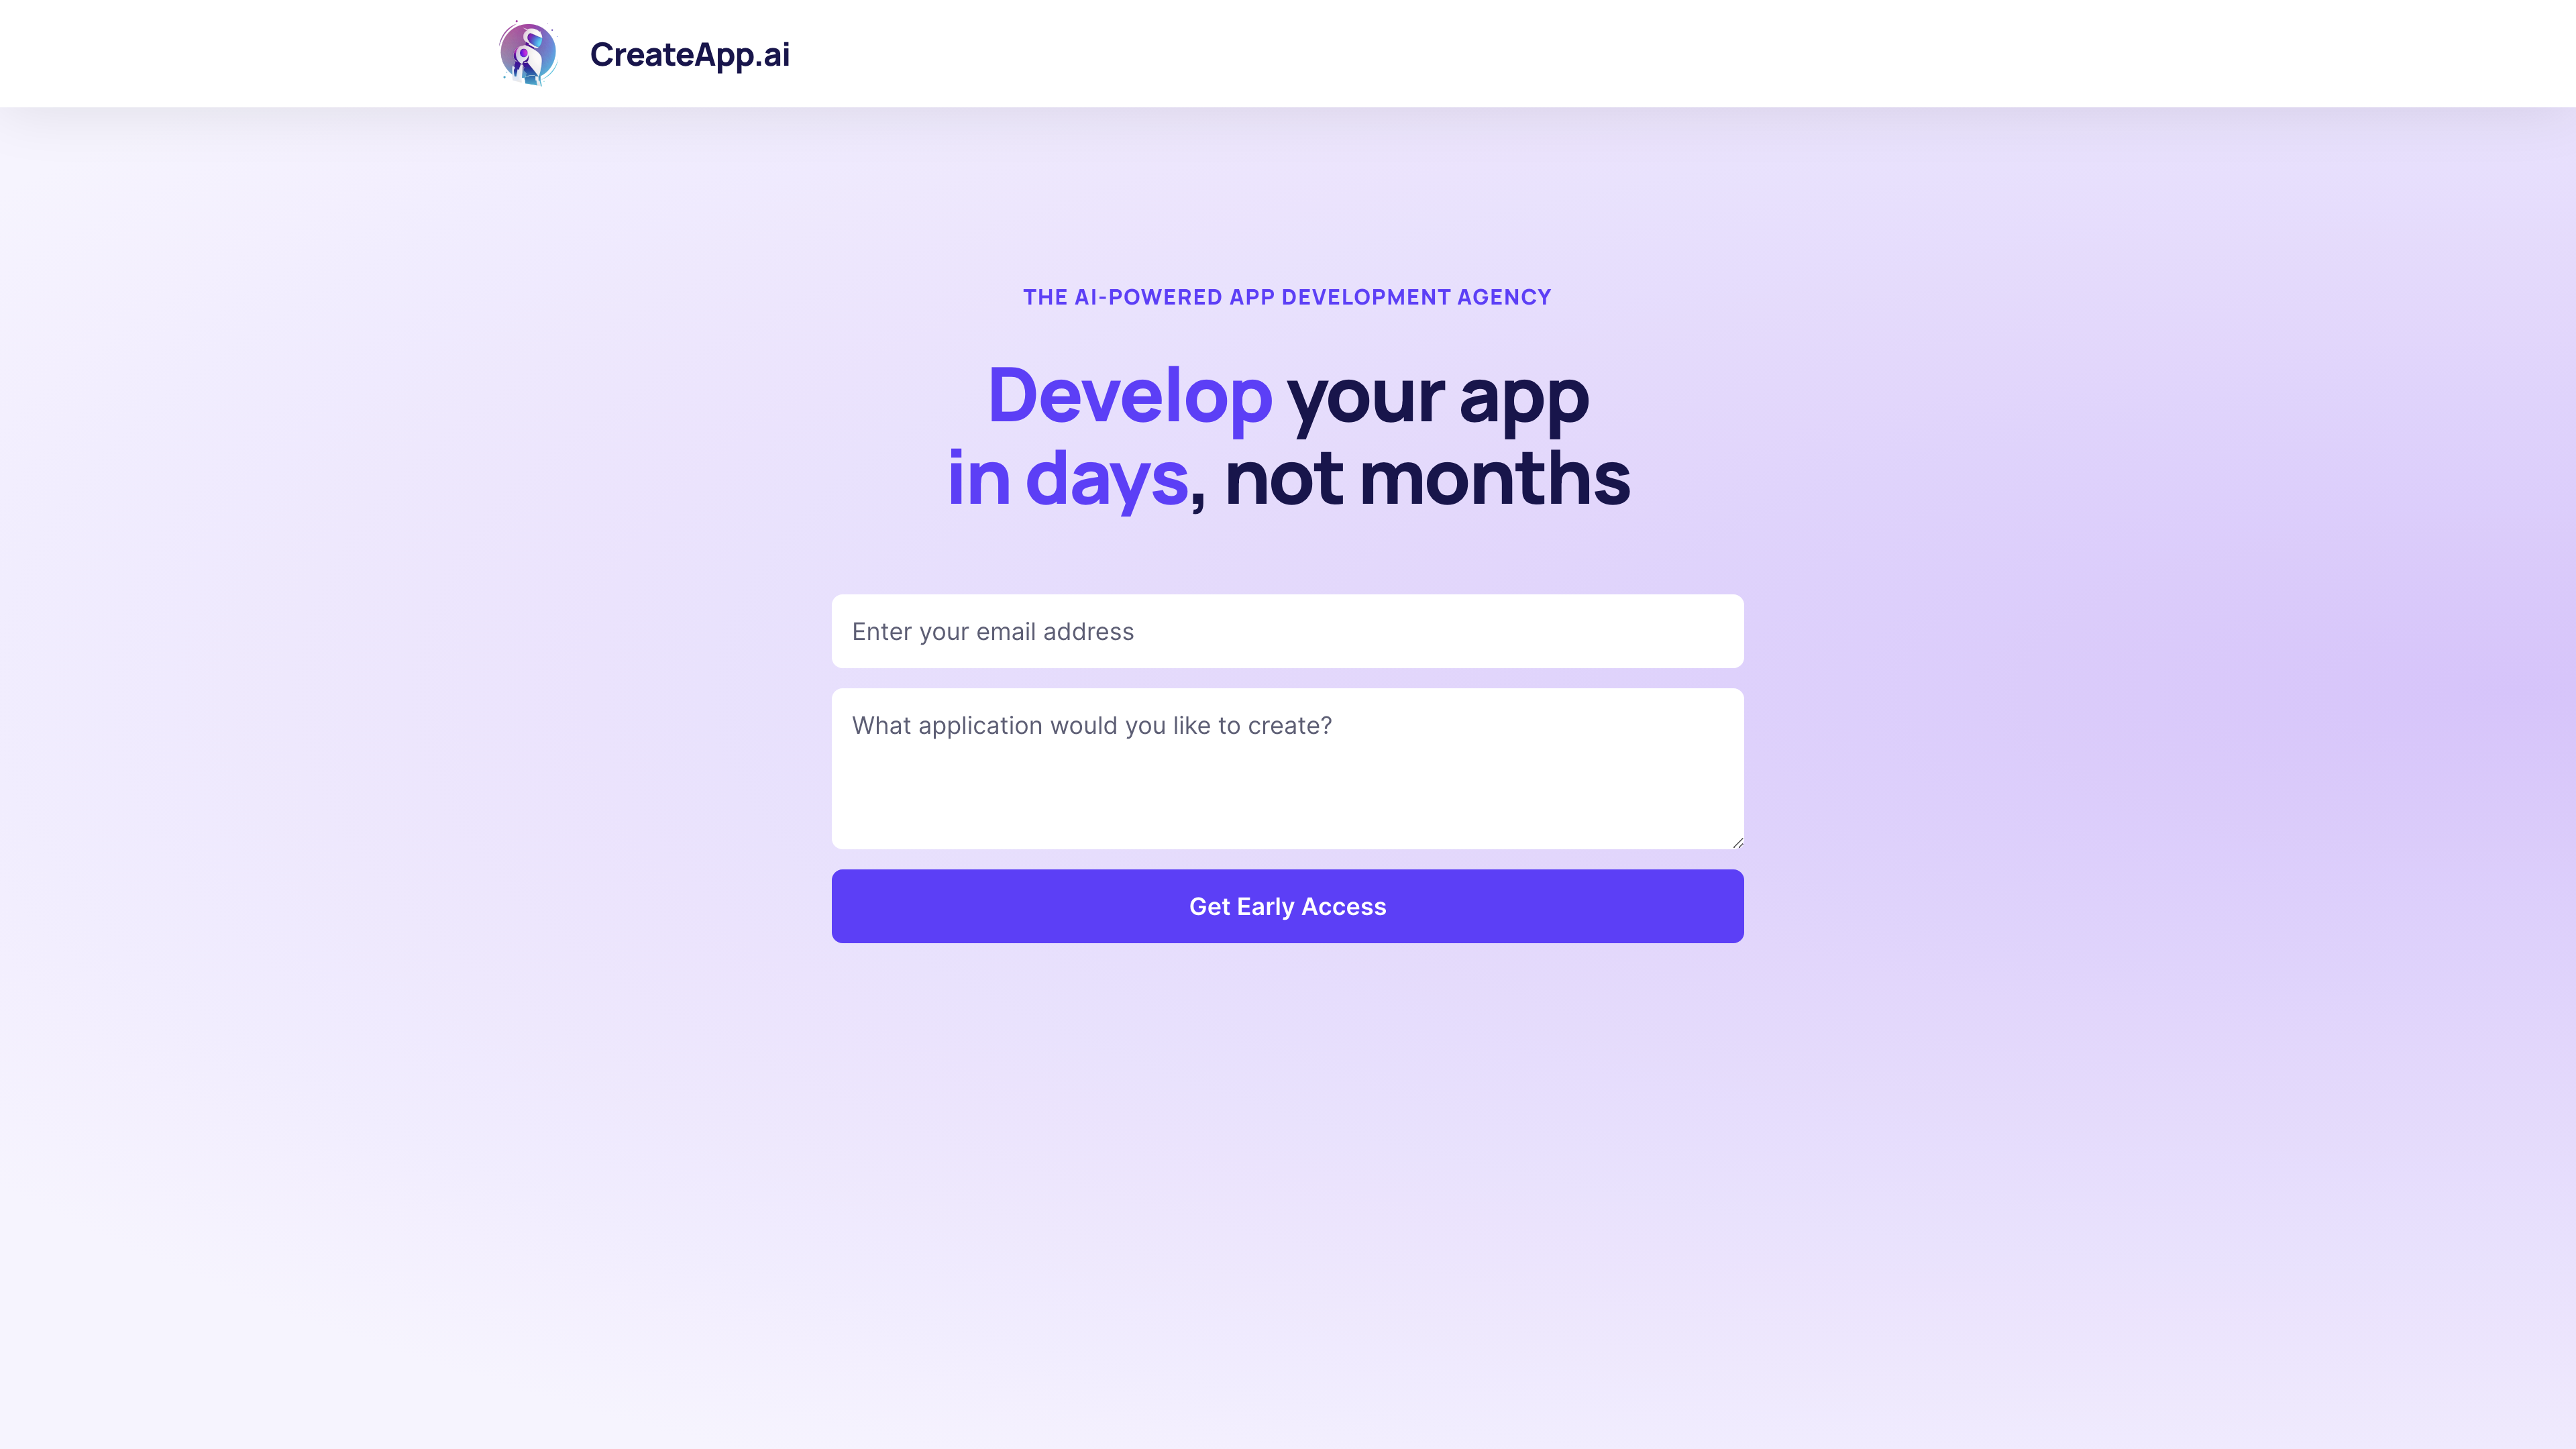 CreateApp.ai
THE AI-POWERED APP DEVELOPMENT AGENCY
Develop your app
in days, not months
Enter your email address
What application would you like to create?
Get Early Access